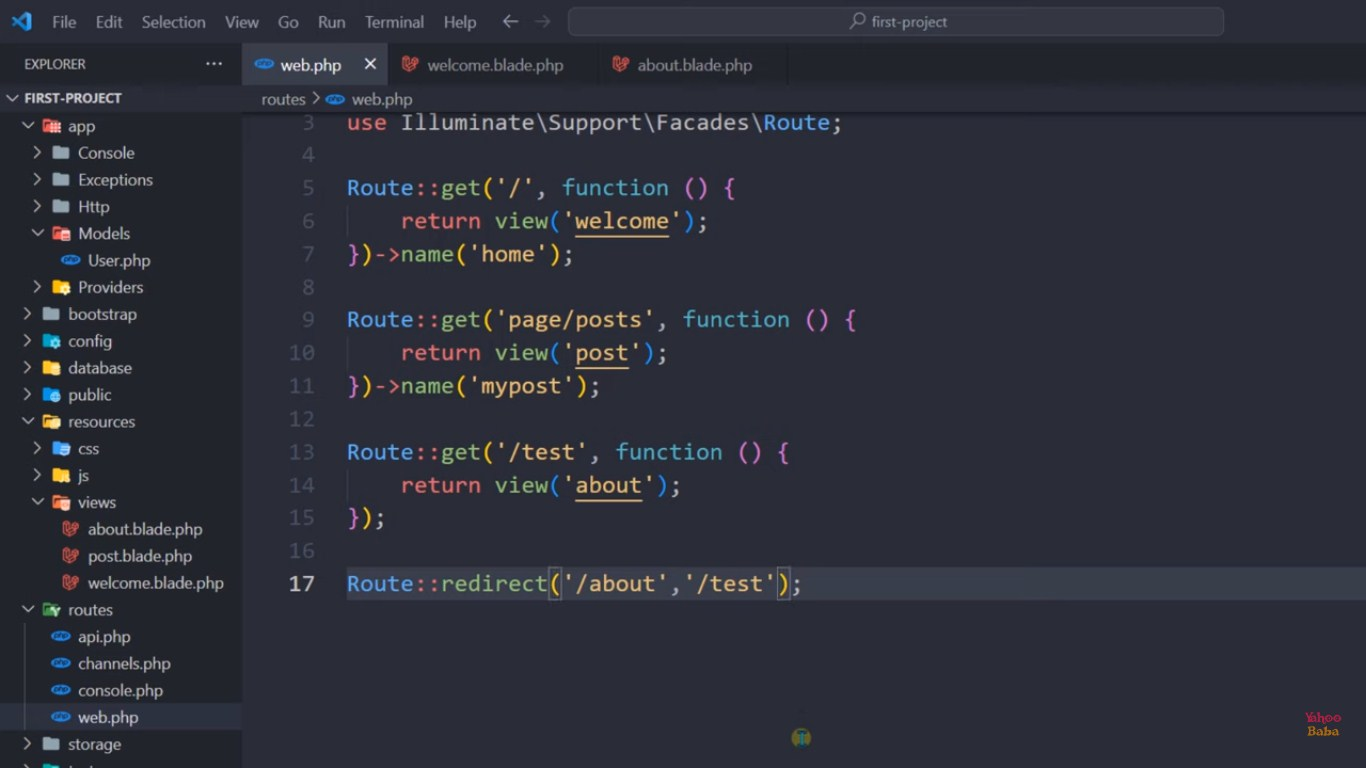 File Edit Selection View Go Run Terminal Help first-project
EXPLORER
web.php welcome.blade.php about.blade.php
FIRST-PROJECT
routes > web.php
app
Console
Exceptions
Http
Models
User.php
Providers
bootstrap
config
database
public
resources
css
js
views
about.blade.php
post.blade.php
welcome.blade.php
routes
api.php
channels.php
console.php
web.php
storage
3 use Illuminate\Support\Facades\Route;
4
5 Route::get('/', function () {
6 return view('welcome');
7 })->name('home');
8
9 Route::get('page/posts', function () {
10 return view('post');
11 })->name('mypost');
12
13 Route::get('/test', function () {
14 return view('about');
15 });
16
17 Route::redirect('/about','/test');
Yahoo
Baba